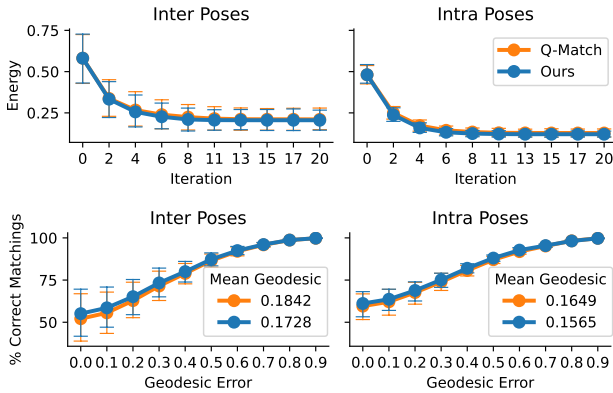 Inter Poses
Intra Poses
Energy
0.75
0.50
0.25
0 2 4 6 8 11 13 15 17 20
Iteration
Q-Match
Ours
0 2 4 6 8 11 13 15 17 20
Iteration
Inter Poses
Intra Poses
% Correct Matchings
100
75
50
Mean Geodesic
0.1842
0.1728
0.0 0.1 0.2 0.3 0.4 0.5 0.6 0.7 0.8 0.9
Geodesic Error
Mean Geodesic
0.1649
0.1565
0.0 0.1 0.2 0.3 0.4 0.5 0.6 0.7 0.8 0.9
Geodesic Error